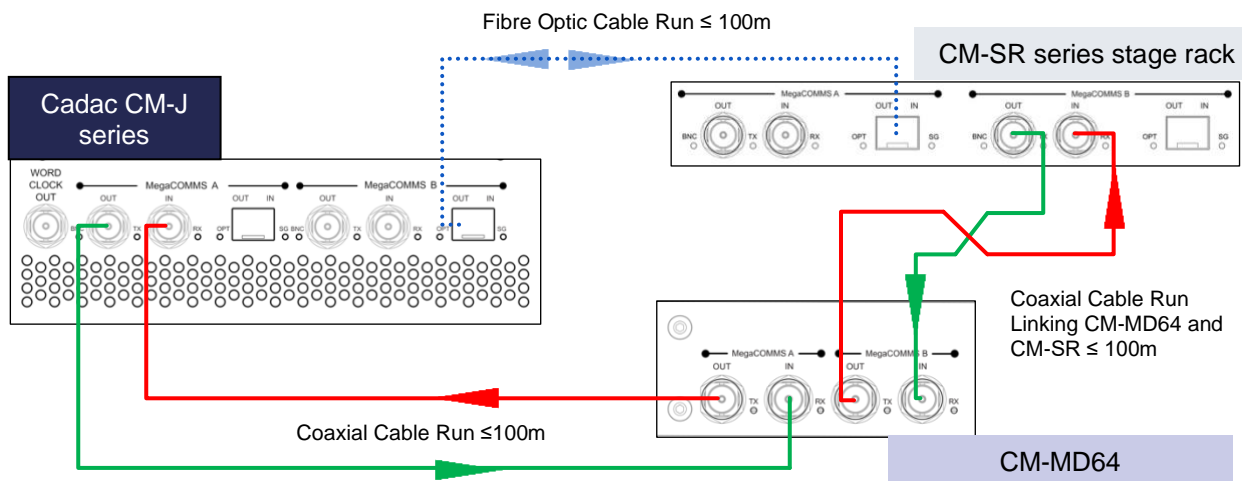 Fibre Optic Cable Run ≤ 100m
CM-SR series stage rack
MegaCOMMS A
MegaCOMMS B
OUT IN OUT IN OUT IN OUT IN
BNC TX RX OPT SG BNC TX RX OPT SG
Cadac CM-J
series
WORD
CLOCK
OUT
MegaCOMMS A
MegaCOMMS B
OUT IN OUT IN OUT IN OUT IN
BNC TX RX OPT SG BNC TX RX OPT SG
Coaxial Cable Run
Linking CM-MD64 and
CM-SR ≤ 100m
MegaCOMMS A
MegaCOMMS B
OUT IN OUT IN
TX RX TX RX
Coaxial Cable Run ≤100m
CM-MD64